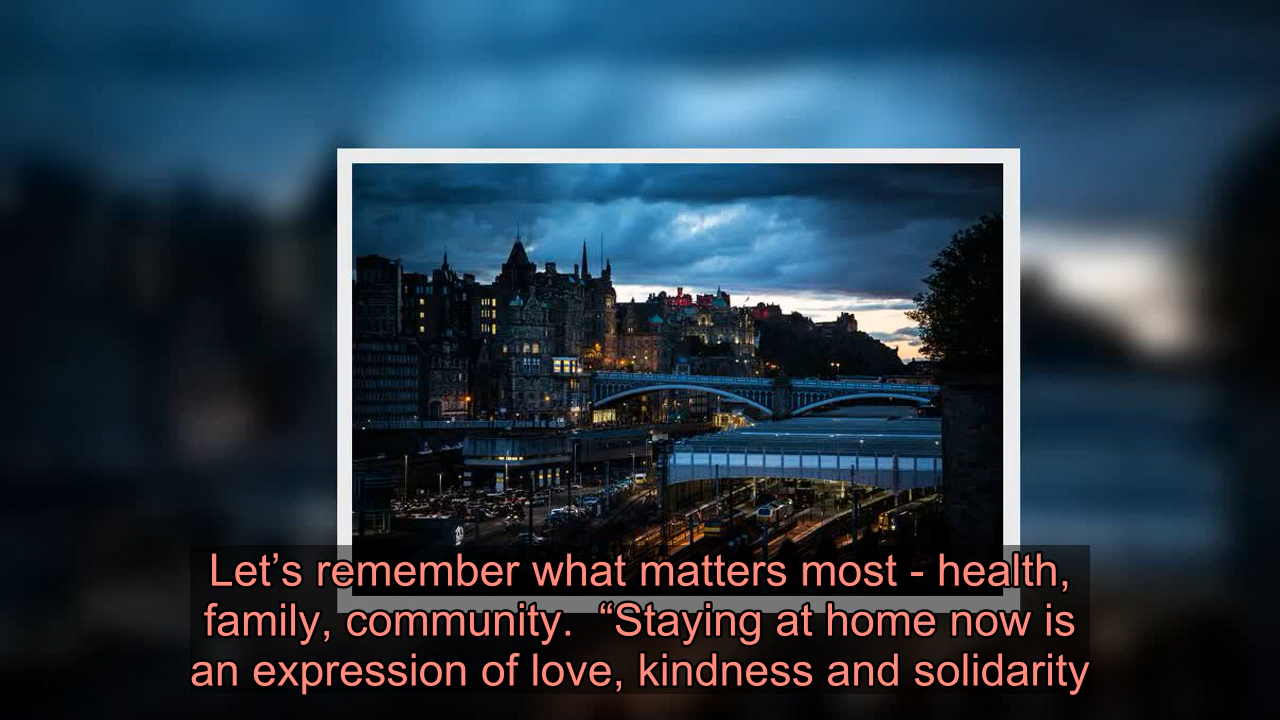 Let’s remember what matters most - health,
family, community.  “Staying at home now is
an expression of love, kindness and solidarity